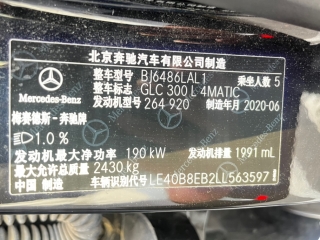 北京奔驰汽车有限公司制造
整车型号 BJ6486LAL1 乘坐人数 5
整车标志 GLC 300 L 4MATIC
发动机型号 264 920 制造年月 2020-06
Mercedes-Benz
梅赛德斯-奔驰牌
1.0 %
发动机最大净功率 190 kW 发动机排量 1991 mL
最大允许总质量 2430 kg
中国 制造 车辆识别代号 LE40B8EB2LL563597